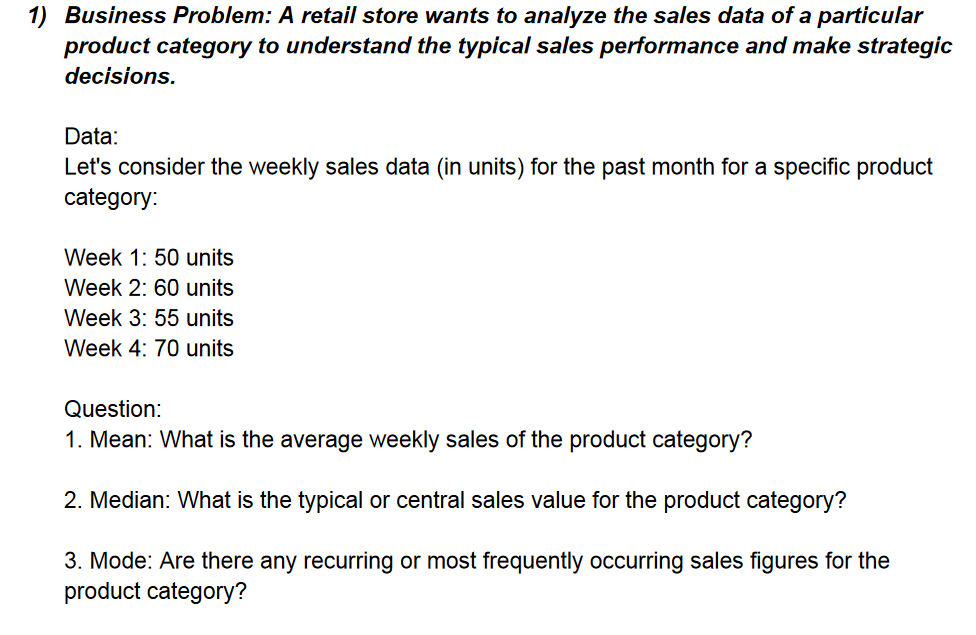 1) Business Problem: A retail store wants to analyze the sales data of a particular
product category to understand the typical sales performance and make strategic
decisions.
Data:
Let's consider the weekly sales data (in units) for the past month for a specific product
category:
Week 1: 50 units
Week 2: 60 units
Week 3: 55 units
Week 4: 70 units
Question:
1. Mean: What is the average weekly sales of the product category?
2. Median: What is the typical or central sales value for the product category?
3. Mode: Are there any recurring or most frequently occurring sales figures for the
product category?